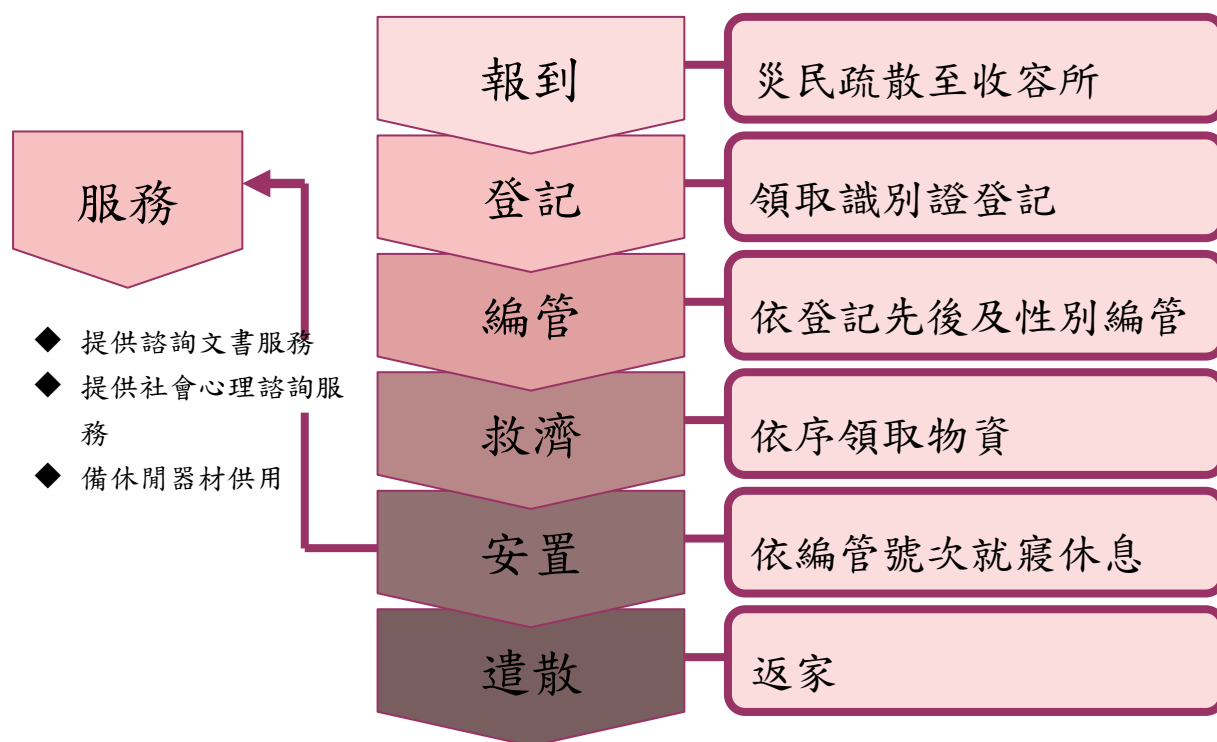 報到
災民疏散至收容所
服務
登記
領取識別證登記
編管
依登記先後及性別編管
◆ 提供諮詢文書服務
◆ 提供社會心理諮詢服
務
◆ 備休閒器材供用
救濟
依序領取物資
安置
依編管號次就寢休息
遣散
返家